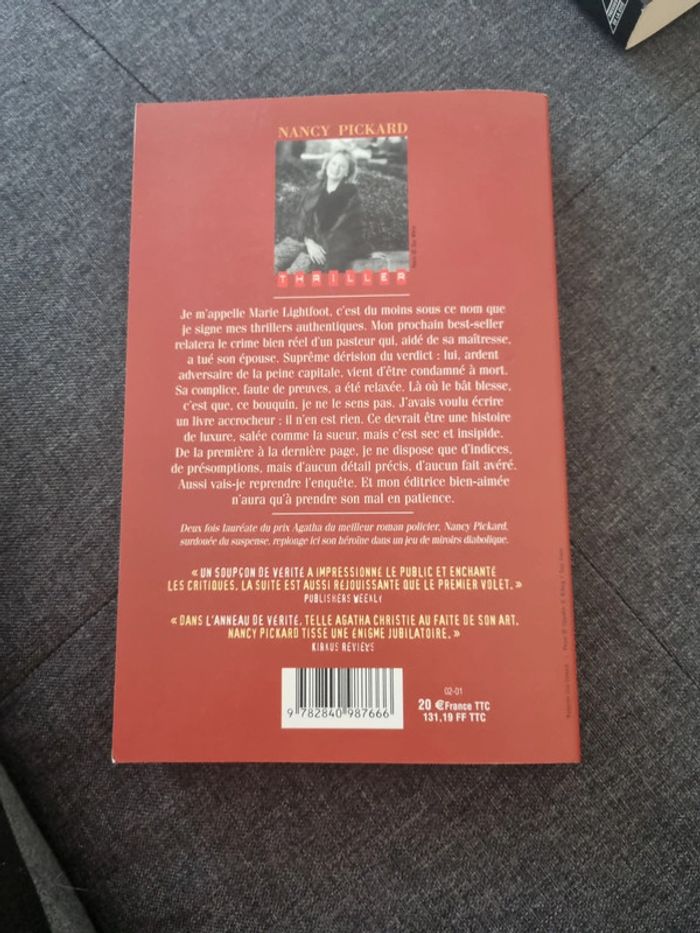 NANCY PICKARD
THRILLER
Je m'appelle Marie Lightfoot, c'est du moins sous ce nom que
je signe mes thrillers authentiques. Mon prochain best-seller
relatera le crime bien réel d'un pasteur qui, aidé de sa maîtresse,
a tué son épouse. Suprême dérision du verdict : lui, ardent
adversaire de la peine capitale, vient d'être condamné à mort.
Sa complice, faute de preuves, a été relaxée. Là où le bât blesse,
c'est que, ce bouquin, je ne le sens pas. J'avais voulu écrire
un livre accrocheur ; il n'en est rien. Ce devrait être une histoire
de luxure, salée comme la sueur, mais c'est sec et insipide.
De la première à la dernière page, je ne dispose que d'indices,
de présomptions, mais d'aucun détail précis, d'aucun fait avéré.
Aussi vais-je reprendre l'enquête. Et mon éditrice bien-aimée
n'aura qu'à prendre son mal en patience.
Deux fois lauréate du prix Agatha du meilleur roman policier, Nancy Pickard,
surdouée du suspense, replonge ici son héroïne dans un jeu de miroirs diabolique.
« UN SOUPÇON DE VÉRITÉ A IMPRESSIONNÉ LE PUBLIC ET ENCHANTÉ
LES CRITIQUES. LA SUITE EST AUSSI RÉJOUISSANTE QUE LE PREMIER VOLET. »
PUBLISHERS WEEKLY
« DANS L'ANNEAU DE VÉRITÉ, TELLE AGATHA CHRISTIE AU FAÎTE DE SON ART,
NANCY PICKARD TISSE UNE ÉNIGME JUBILATOIRE. »
KIRKUS REVIEWS
9 782840 987666
02-01
20 € France TTC
131,19 FF TTC